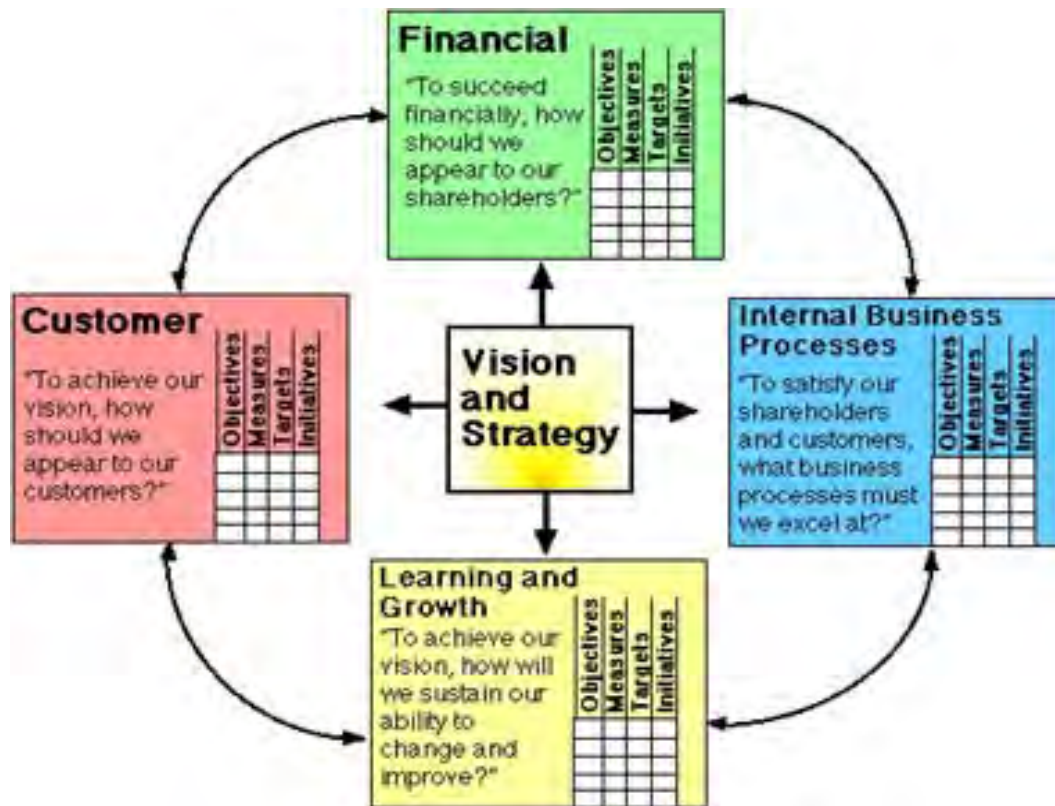 Financial
"To succeed
financially, how
should we
appear to our
shareholders?"
Objectives
Measures
Targets
Initiatives
Customer
"To achieve our
vision, how
should we
appear to our
customers?"
Objectives
Measures
Targets
Initiatives
Vision
and
Strategy
Internal Business
Processes
"To satisfy our
shareholders
and customers,
what business
processes must
we excel at?"
Objectives
Measures
Targets
Initiatives
Learning and
Growth
"To achieve our
vision, how will
we sustain our
ability to
change and
improve?"
Objectives
Measures
Targets
Initiatives